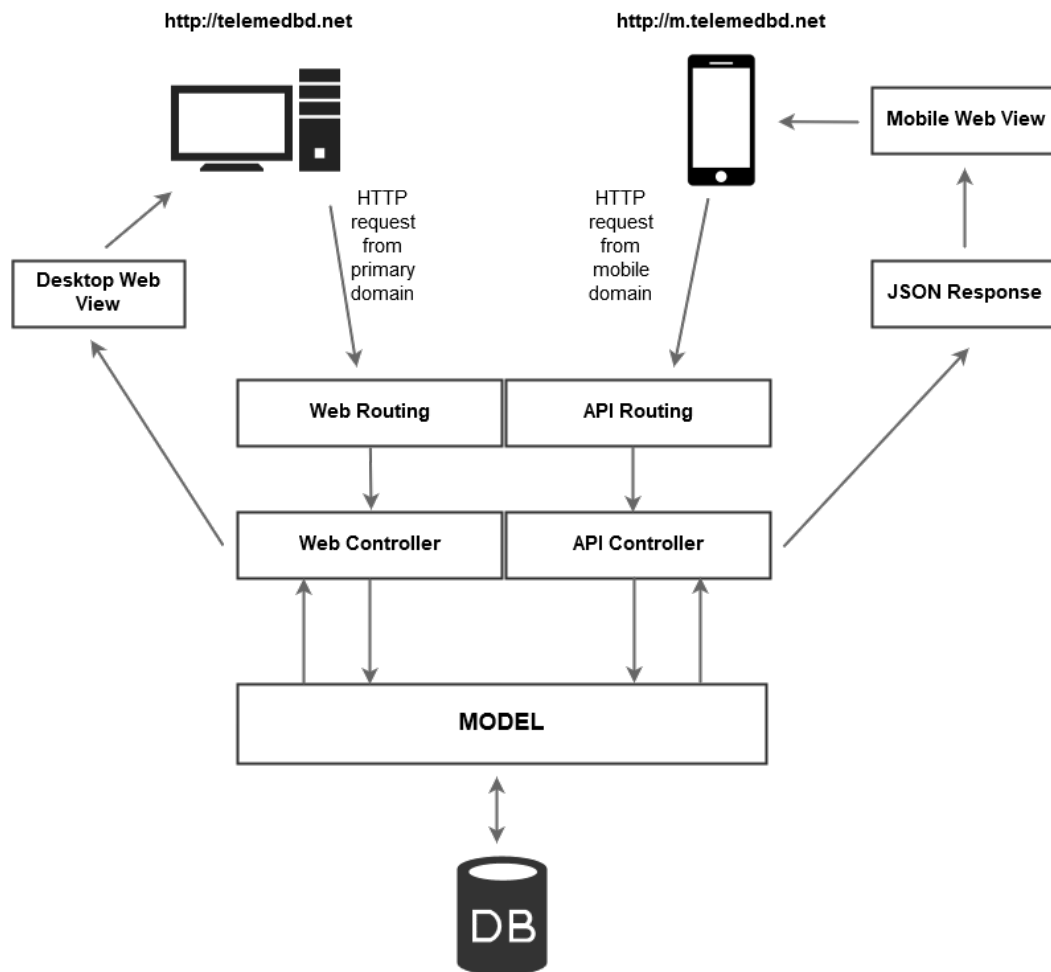 http://telemedbd.net
http://m.telemedbd.net
Mobile Web View
HTTP
request
from
primary
domain
HTTP
request
from
mobile
domain
Desktop Web
View
JSON Response
Web Routing
API Routing
Web Controller
API Controller
MODEL
DB